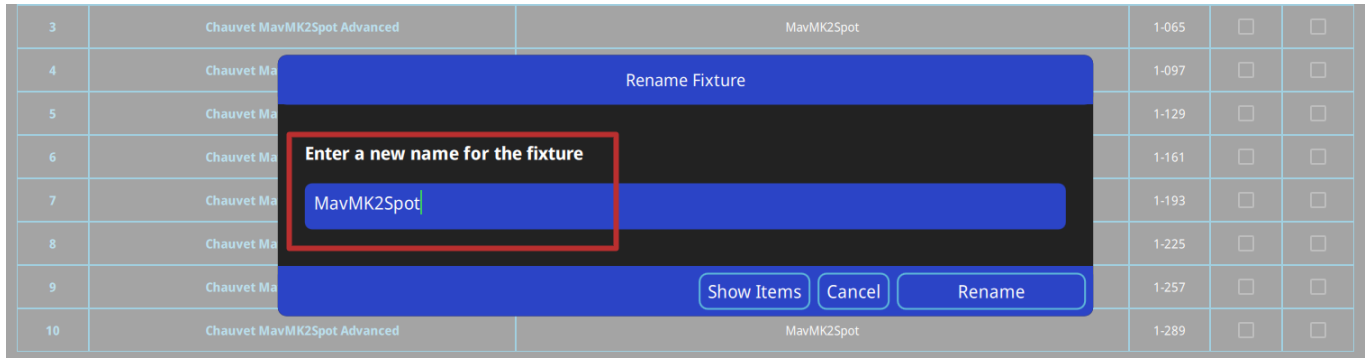 3 Chauvet MavMK2Spot Advanced MavMK2Spot 1-065
4 Chauvet Ma 1-097
Rename Fixture
5 Chauvet Ma 1-129
6 Chauvet Ma 1-161
Enter a new name for the fixture
7 Chauvet Ma 1-193
MavMK2Spot
8 Chauvet Ma 1-225
9 Chauvet Ma 1-257
Show Items Cancel Rename
10 Chauvet MavMK2Spot Advanced MavMK2Spot 1-289